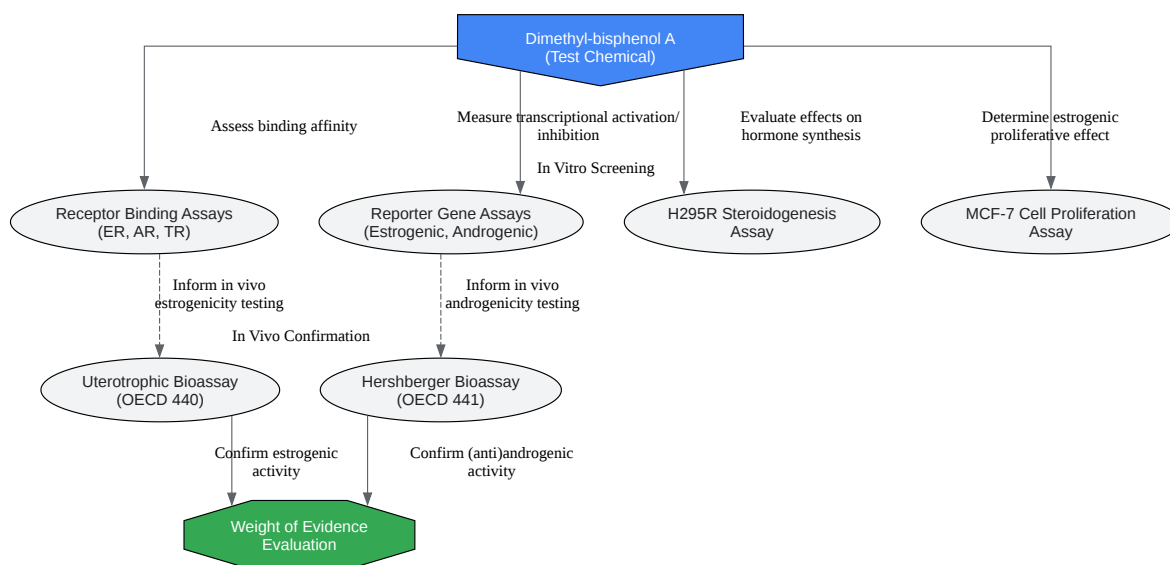 Dimethyl-bisphenol A
(Test Chemical)
Assess binding affinity
Measure transcriptional activation/
inhibition
Evaluate effects on
hormone synthesis
Determine estrogenic
proliferative effect
In Vitro Screening
Receptor Binding Assays
(ER, AR, TR)
Reporter Gene Assays
(Estrogenic, Androgenic)
H295R Steroidogenesis
Assay
MCF-7 Cell Proliferation
Assay
Inform in vivo
estrogenicity testing
Inform in vivo
androgenicity testing
In Vivo Confirmation
Uterotrophic Bioassay
(OECD 440)
Hershberger Bioassay
(OECD 441)
Confirm estrogenic
activity
Confirm (anti)androgenic
activity
Weight of Evidence
Evaluation